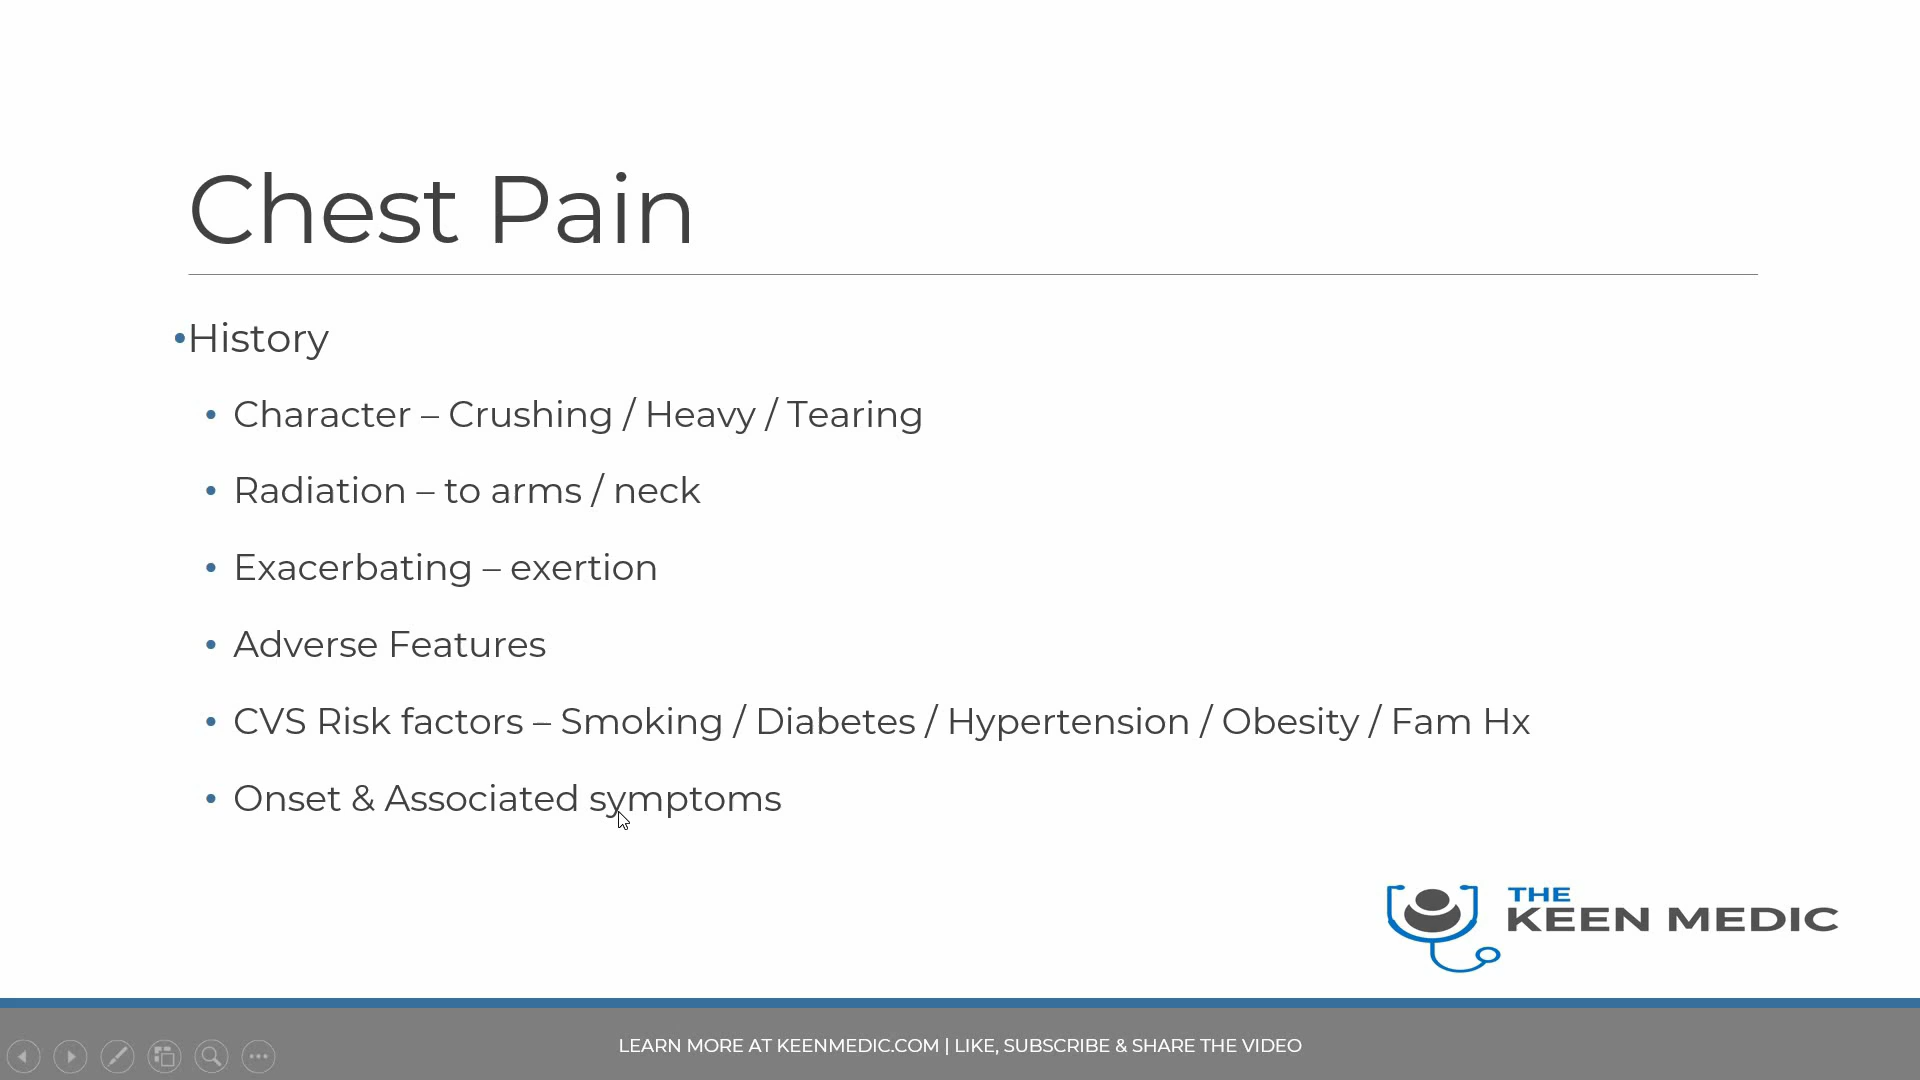 Chest Pain
•History
• Character – Crushing / Heavy / Tearing
• Radiation – to arms / neck
• Exacerbating – exertion
• Adverse Features
• CVS Risk factors – Smoking / Diabetes / Hypertension / Obesity / Fam Hx
• Onset & Associated symptoms
THE
KEEN MEDIC
LEARN MORE AT KEENMEDIC.COM | LIKE, SUBSCRIBE & SHARE THE VIDEO